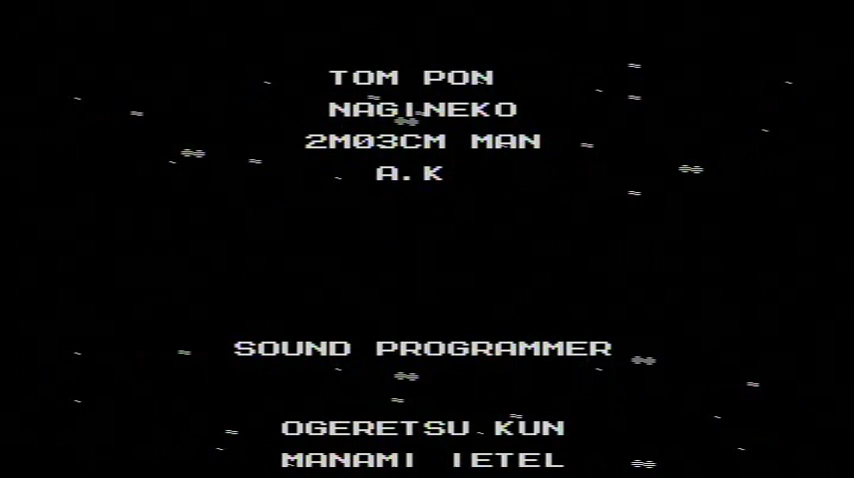 TOM PON
NAGINEKO
2M03CM MAN
A.K
SOUND PROGRAMMER
OGERETSU KUN
MANAMI IETEL